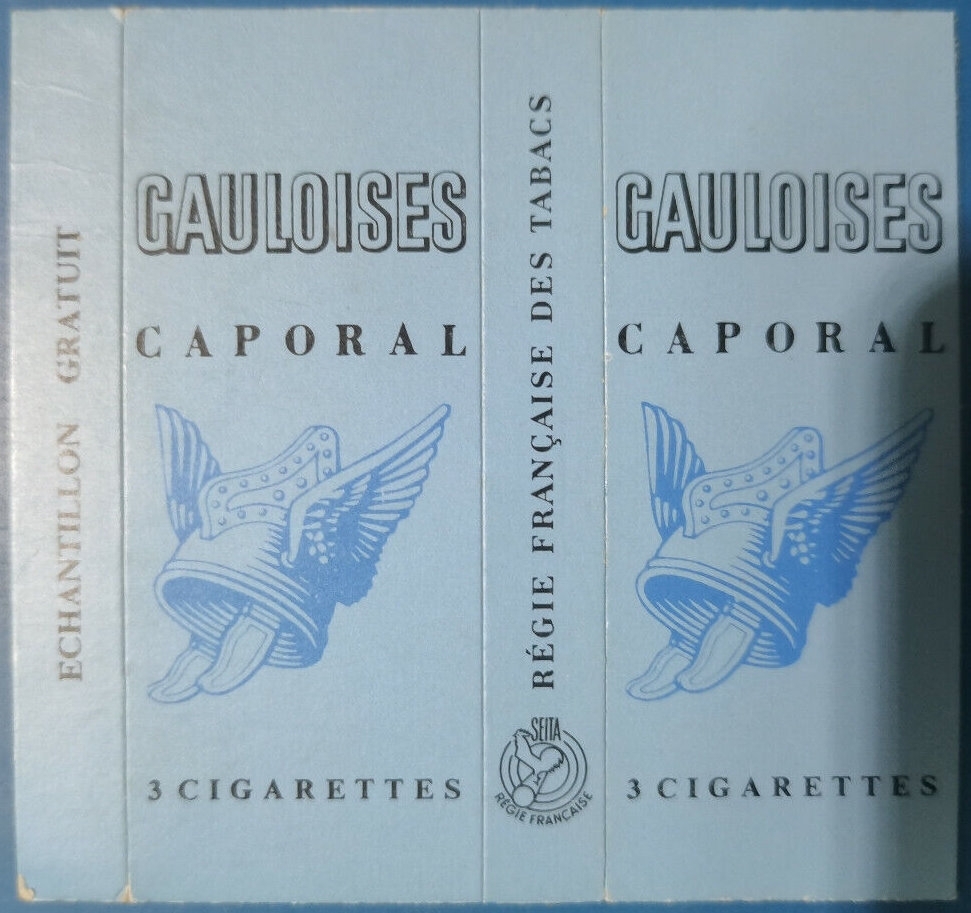 ECHANTILLON GRATUIT
GAULOISES
CAPORAL
3 CIGARETTES
RÉGIE FRANÇAISE DES TABACS
SEITA
RÉGIE FRANÇAISE
GAULOISES
CAPORAL
3 CIGARETTES